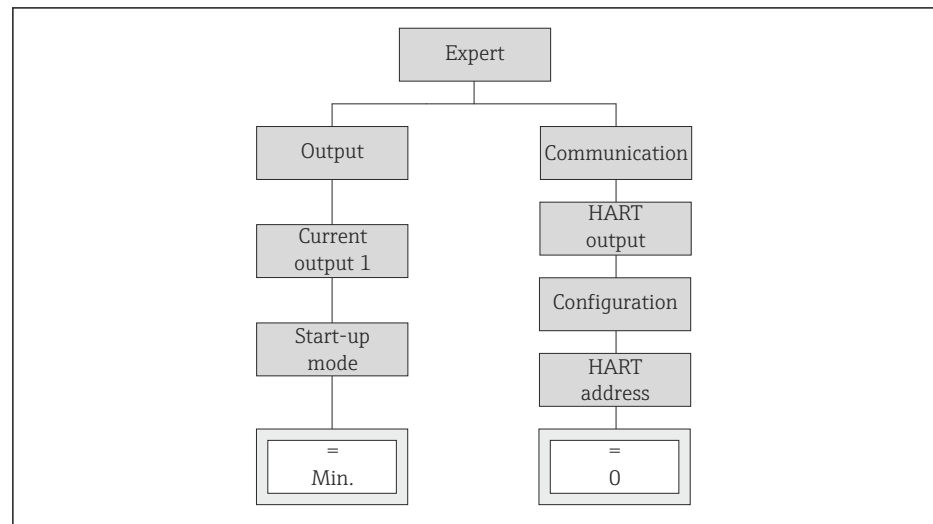 Expert
Output
Current
output 1
Start-up
mode
=
Min.
Communication
HART
output
Configuration
HART
address
=
0